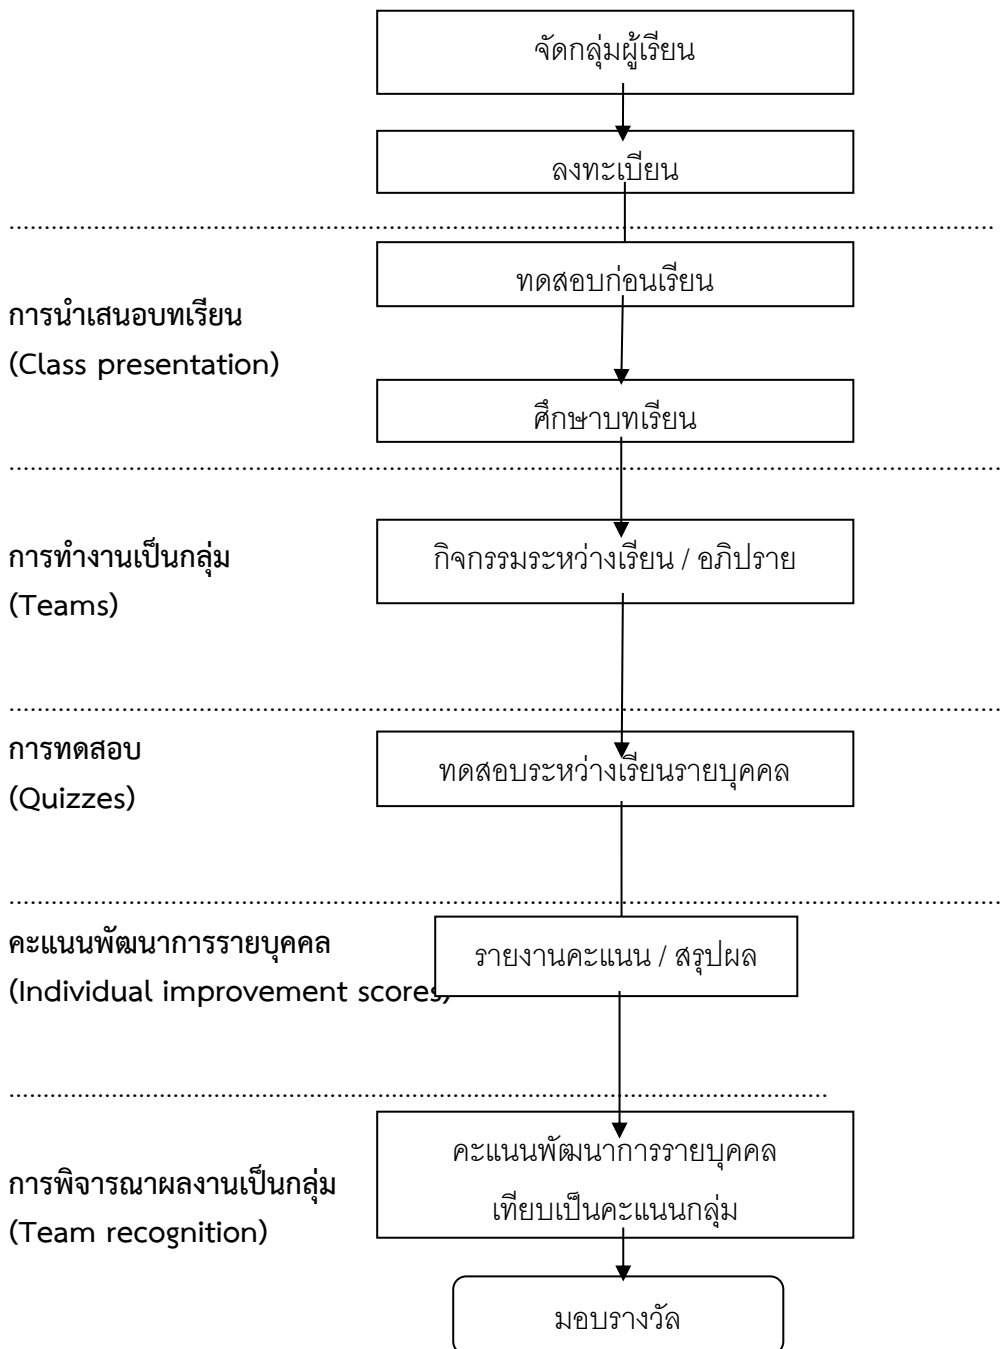 จัดกลุ่มผู้เรียน
ลงทะเบียน
ทดสอบก่อนเรียน
การนำเสนอบทเรียน
(Class presentation)
ศึกษาบทเรียน
การทำงานเป็นกลุ่ม
(Teams)
กิจกรรมระหว่างเรียน / อภิปราย
การทดสอบ
(Quizzes)
ทดสอบระหว่างเรียนรายบุคคล
คะแนนพัฒนาการรายบุคคล
(Individual improvement scores)
รายงานคะแนน / สรุปผล
คะแนนพัฒนาการรายบุคคล
เทียบเป็นคะแนนกลุ่ม
การพิจารณาผลงานเป็นกลุ่ม
(Team recognition)
มอบรางวัล